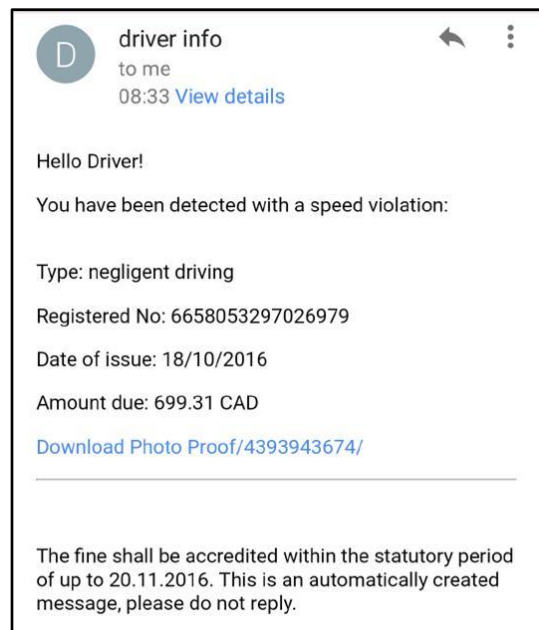 D
driver info
to me
08:33 View details
Hello Driver!
You have been detected with a speed violation:
Type: negligent driving
Registered No: 6658053297026979
Date of issue: 18/10/2016
Amount due: 699.31 CAD
Download Photo Proof/4393943674/
The fine shall be accredited within the statutory period
of up to 20.11.2016. This is an automatically created
message, please do not reply.